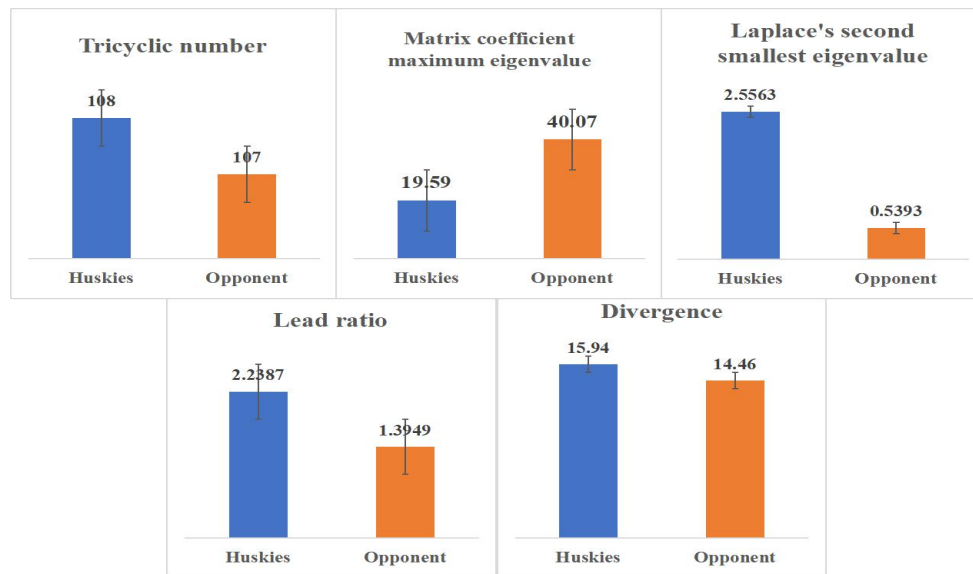 Tricyclic number
108
107
Huskies Opponent
Matrix coefficient
maximum eigenvalue
19.59
40.07
Huskies Opponent
Laplace's second
smallest eigenvalue
2.5563
0.5393
Huskies Opponent
Lead ratio
2.2387
1.3949
Huskies Opponent
Divergence
15.94
14.46
Huskies Opponent